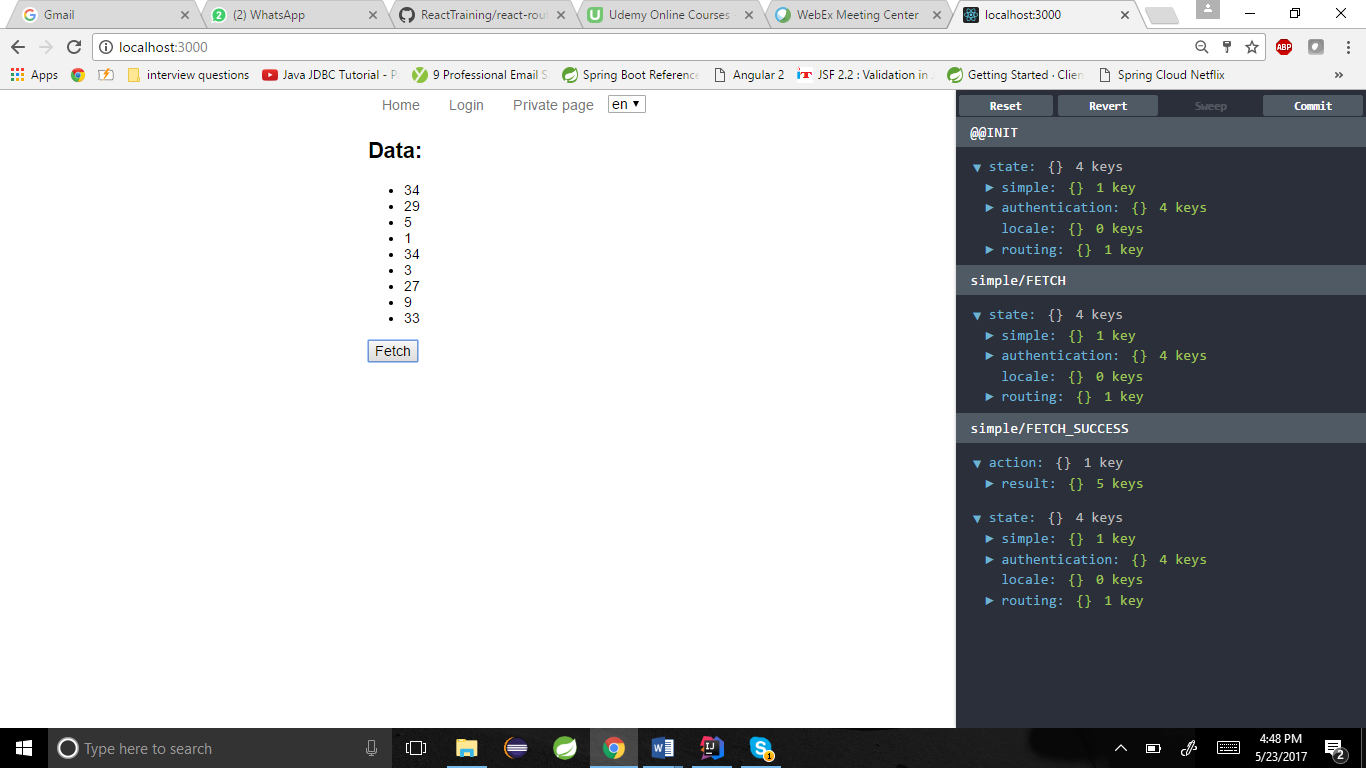 Gmail
(2) WhatsApp
ReactTraining/react-rou
Udemy Online Courses -
WebEx Meeting Center
localhost:3000
localhost:3000
ABP
Apps
interview questions
Java JDBC Tutorial - P
9 Professional Email S
Spring Boot Reference
Angular 2
JSF 2.2 : Validation in J
Getting Started · Clien
Spring Cloud Netflix
»
Home
Login
Private page
en
Data:
34
29
5
1
34
3
27
9
33
Fetch
Reset
Revert
Sweep
Commit
@@INIT
state: {} 4 keys
simple: {} 1 key
authentication: {} 4 keys
locale: {} 0 keys
routing: {} 1 key
simple/FETCH
state: {} 4 keys
simple: {} 1 key
authentication: {} 4 keys
locale: {} 0 keys
routing: {} 1 key
simple/FETCH_SUCCESS
action: {} 1 key
result: {} 5 keys
state: {} 4 keys
simple: {} 1 key
authentication: {} 4 keys
locale: {} 0 keys
routing: {} 1 key
Type here to search
4:48 PM
5/23/2017
2